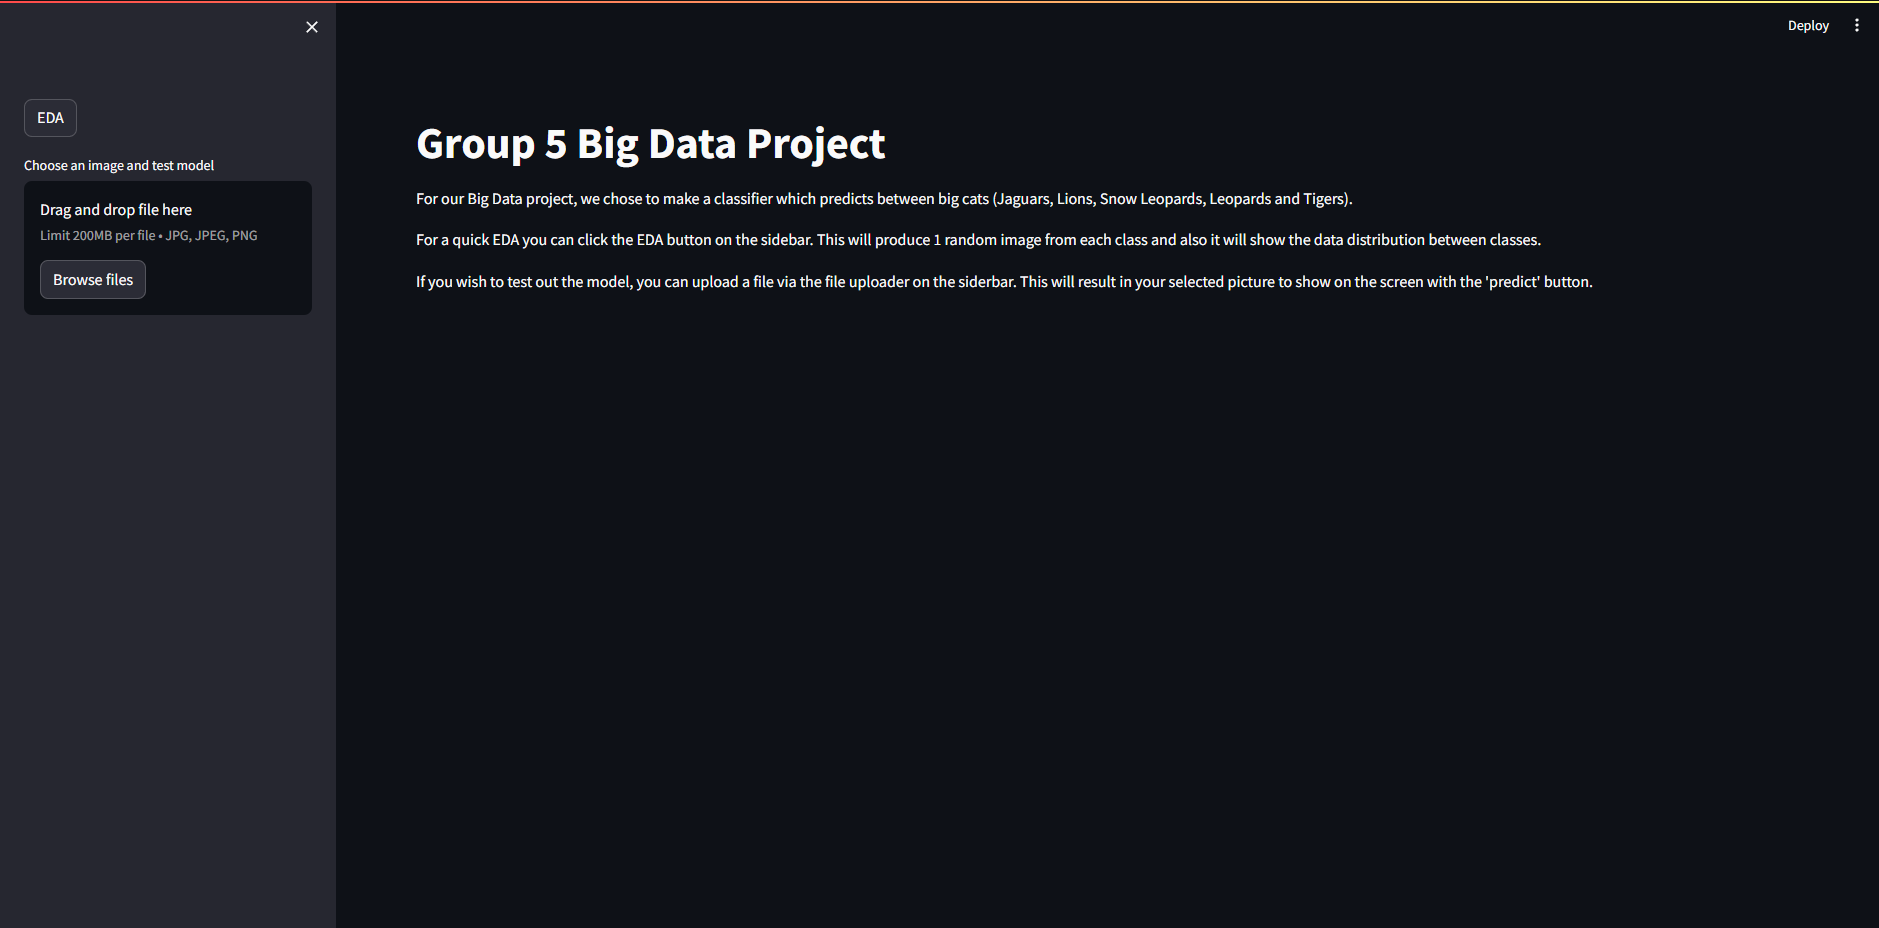 Deploy
EDA
Choose an image and test model
Drag and drop file here
Limit 200MB per file • JPG, JPEG, PNG
Browse files
Group 5 Big Data Project
For our Big Data project, we chose to make a classifier which predicts between big cats (Jaguars, Lions, Snow Leopards, Leopards and Tigers).
For a quick EDA you can click the EDA button on the sidebar. This will produce 1 random image from each class and also it will show the data distribution between classes.
If you wish to test out the model, you can upload a file via the file uploader on the siderbar. This will result in your selected picture to show on the screen with the 'predict' button.